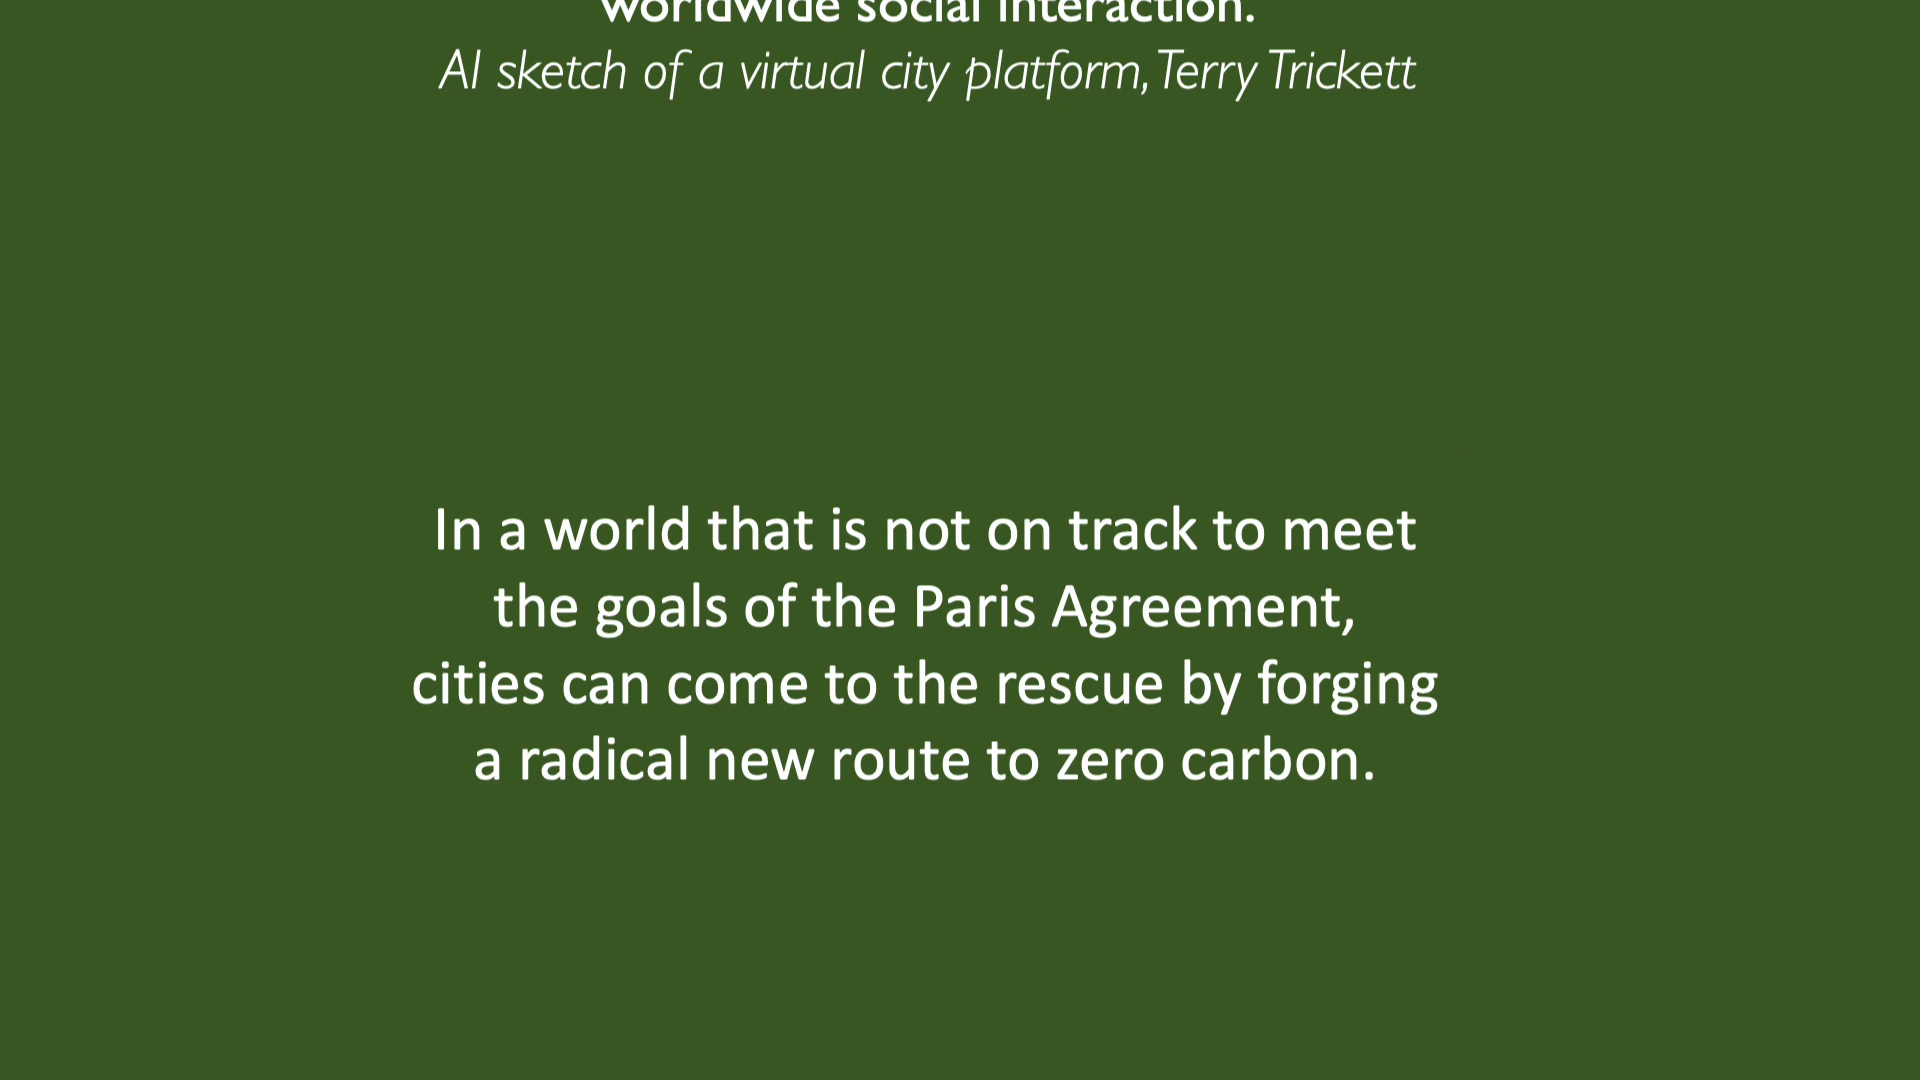 worldwide social interaction.
AI sketch of a virtual city platform, Terry Trickett
In a world that is not on track to meet
the goals of the Paris Agreement,
cities can come to the rescue by forging
a radical new route to zero carbon.